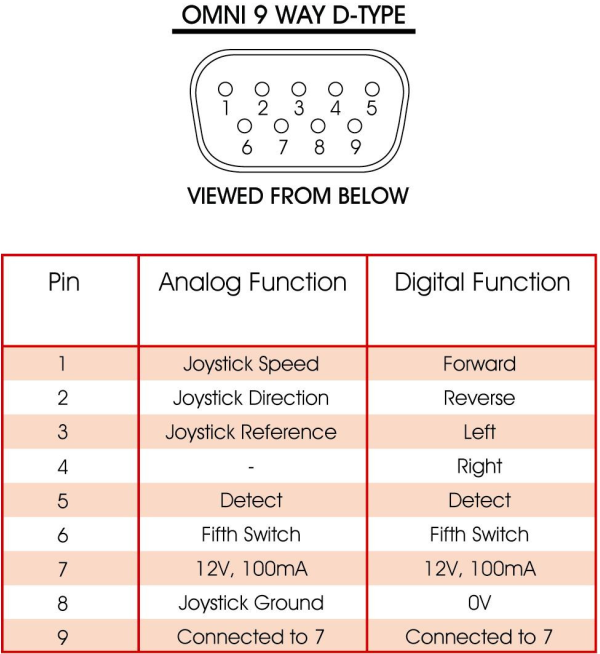 OMNI 9 WAY D-TYPE
1 2 3 4 5
6 7 8 9
VIEWED FROM BELOW
Pin Analog Function Digital Function
1 Joystick Speed Forward
2 Joystick Direction Reverse
3 Joystick Reference Left
4 - Right
5 Detect Detect
6 Fifth Switch Fifth Switch
7 12V, 100mA 12V, 100mA
8 Joystick Ground 0V
9 Connected to 7 Connected to 7